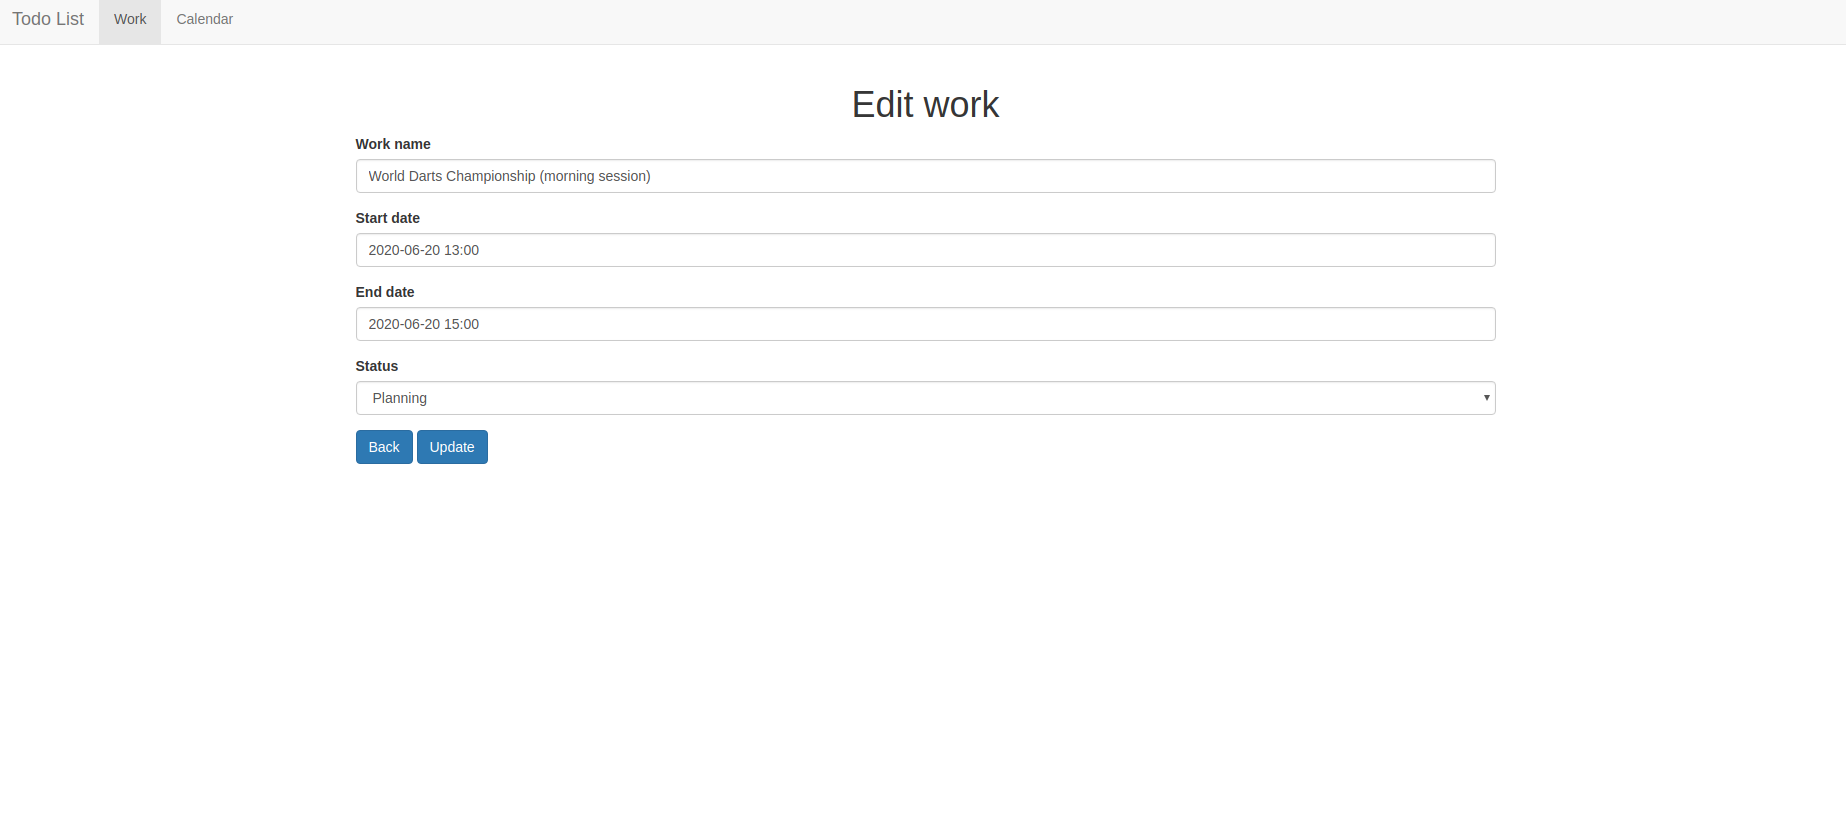 Todo List Work Calendar
Edit work
Work name
World Darts Championship (morning session)
Start date
2020-06-20 13:00
End date
2020-06-20 15:00
Status
Planning
Back Update